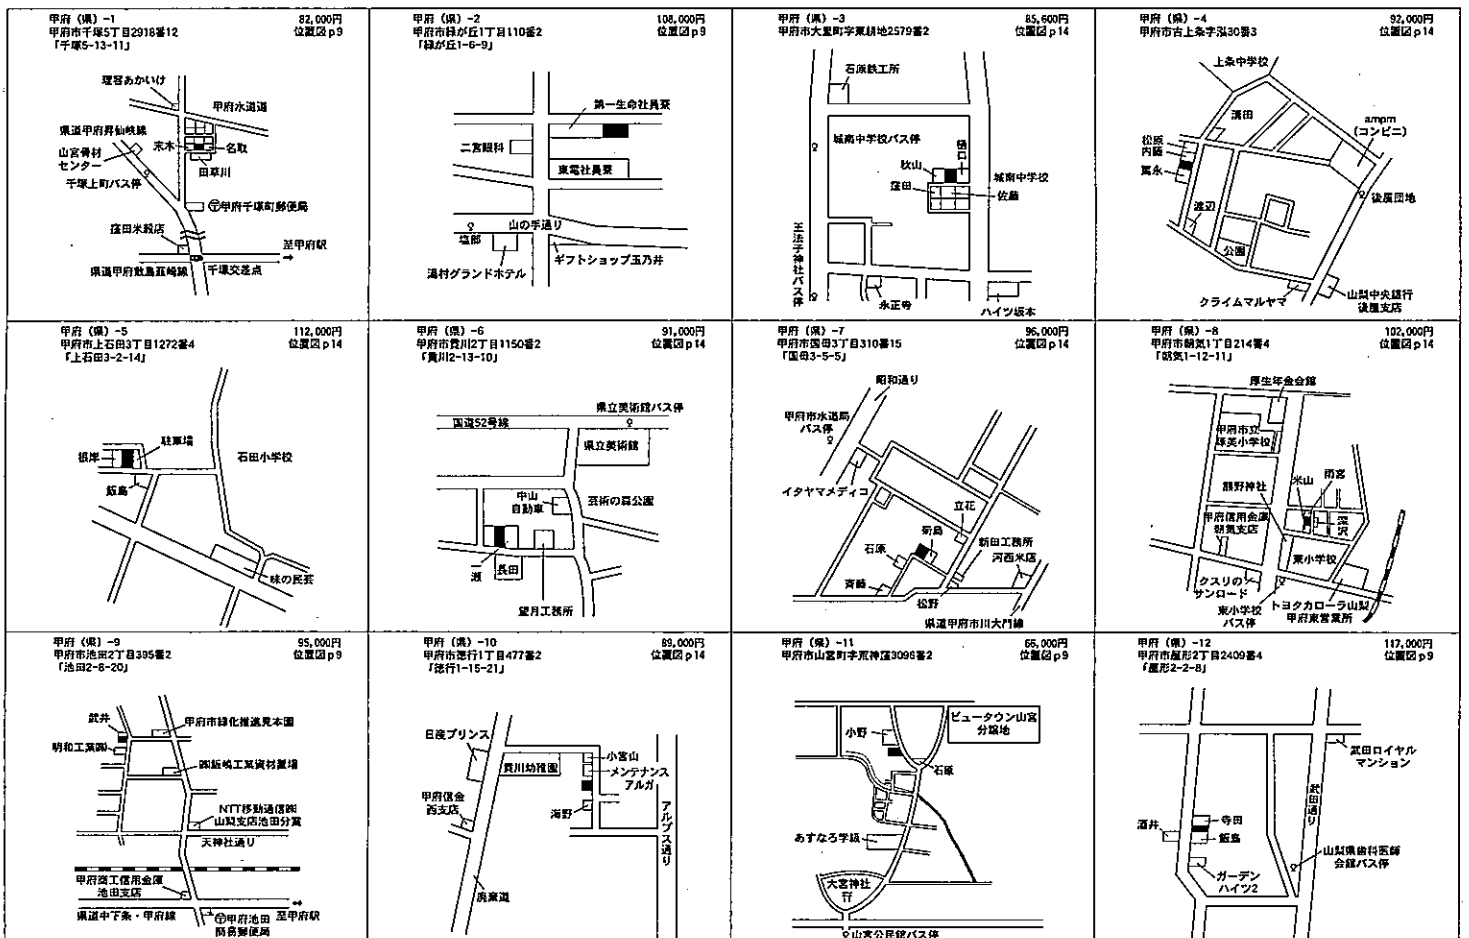 甲府（県）-1
82,000円
甲府市千塚5丁目2918番12
位置図p9
「千塚5-13-11」
理容あかいけ
甲府水道道
県道甲府昇仙峡線
末木
名取
山宮骨材
センター
田草川
千塚上町バス停
〒甲府千塚町郵便局
窪田米穀店
至甲府駅
県道甲府敷島韮崎線
千塚交差点
甲府（県）-2
108,000円
甲府市緑が丘1丁目110番2
位置図p9
「緑が丘1-6-9」
第一生命社員寮
二宮眼科
東電社員寮
山の手通り
塩部
湯村グランドホテル
ギフトショップ玉乃井
甲府（県）-3
85,600円
甲府市大里町字東耕地2579番2
位置図p14
石原鉄工所
城南中学校バス停
樋口
秋山
城南中学校
窪田
佐藤
王法子神社バス停
永正寺
ハイツ坂本
甲府（県）-4
92,000円
位置図p14
上条中学校
溝田
ampm
（コンビニ）
松原
内藤
後屋団地
渡辺
公園
クライムマルヤマ
山梨中央銀行
後屋支店
甲府（県）-5
112,000円
甲府市上石田3丁目1272番4
位置図p14
「上石田3-2-14」
駐車場
根岸
石田小学校
飯島
味の民芸
甲府（県）-6
91,000円
甲府市貢川2丁目1150番2
位置図p14
「貢川2-13-10」
県立美術館バス停
国道52号線
県立美術館
中山
自動車
芸術の森公園
一瀬
長田
望月工務所
甲府（県）-7
96,000円
甲府市国母3丁目310番15
位置図p14
「国母3-5-5」
昭和通り
甲府市水道局
バス停
イタヤマメディコ
立花
菊島
新田工務所
石原
河西米店
斉藤
松野
県道甲府市川大門線
甲府（県）-8
102,000円
甲府市朝気1丁目214番4
位置図p14
「朝気1-12-11」
厚生年金会館
甲府市立
琢美小学校
雨宮
米山
熊野神社
甲府信用金庫
朝気支店
深沢
東小学校
クスリの
サンロード
東小学校
バス停
トヨタカローラ山梨
甲府東営業所
甲府（県）-9
95,000円
甲府市池田2丁目395番2
位置図p9
「池田2-8-20」
武井
甲府市緑化推進見本園
明和工業㈱
㈱飯嶋工業資材置場
NTT移動通信㈱
山梨支店池田分室
天神社通り
甲府商工信用金庫
池田支店
県道中下条・甲府線
〒甲府池田
簡易郵便局
至甲府駅
甲府（県）-10
89,000円
甲府市徳行1丁目477番2
位置図p14
「徳行1-15-21」
日産プリンス
小宮山
貢川幼稚園
メンテナンス
アルガ
甲府信金
西支店
海野
アルプス通り
廃棄道
甲府（県）-11
66,000円
甲府市山宮町字荒神窪3096番2
位置図p9
ビュータウン山宮
分譲地
小野
石原
あすなろ学級
大宮神社
山宮公民館バス停
甲府（県）-12
117,000円
甲府市屋形2丁目2409番4
位置図p9
「屋形2-2-8」
武田ロイヤル
マンション
武田通り
寺田
酒井
飯島
山梨県歯科医師
会館バス停
ガーデン
ハイツ2